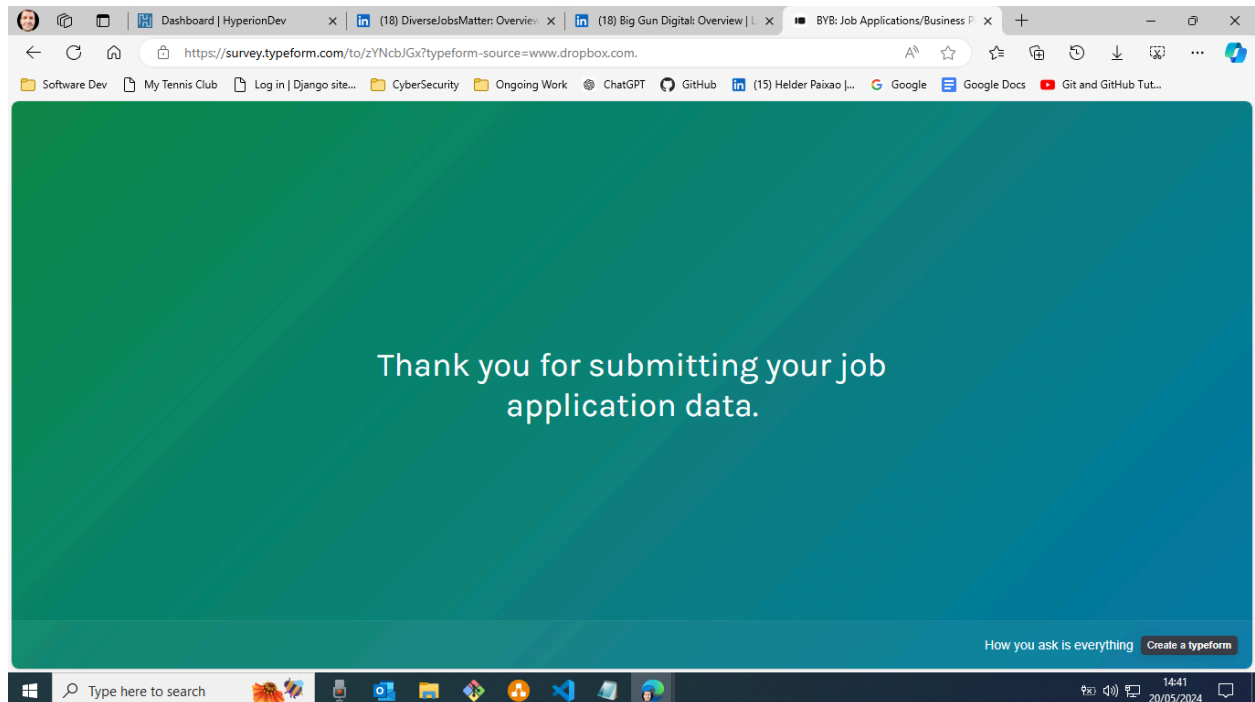 Dashboard | HyperionDev
(18) DiverseJobsMatter: Overview
(18) Big Gun Digital: Overview | L
BYB: Job Applications/Business P
https://survey.typeform.com/to/zYNcbJGx?typeform-source=www.dropbox.com.
Software Dev
My Tennis Club
Log in | Django site...
CyberSecurity
Ongoing Work
ChatGPT
GitHub
(15) Helder Paixao |...
Google
Google Docs
Git and GitHub Tut...
Thank you for submitting your job
application data.
How you ask is everything
Create a typeform
Type here to search
14:41
20/05/2024